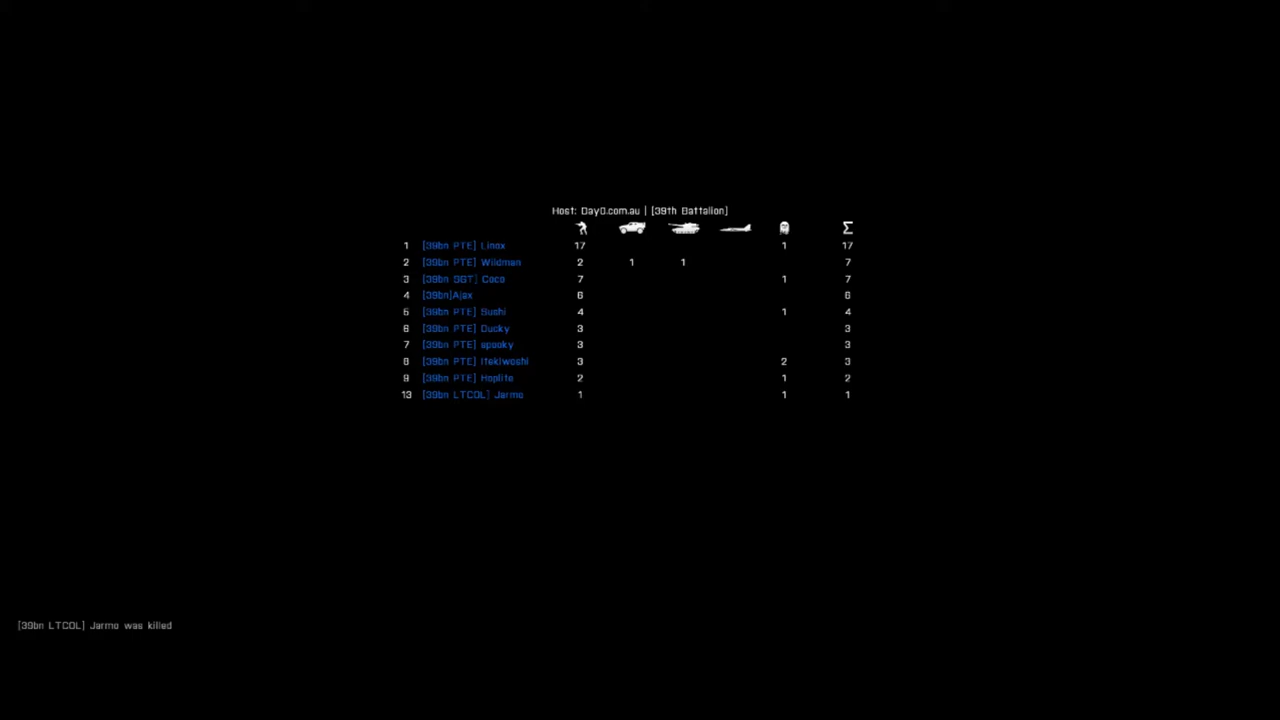 Host: Day0.com.au | [39th Battalion]
Σ
1 [39bn PTE] Linox 17 1 17
2 [39bn PTE] Wildman 2 1 1 7
3 [39bn SGT] Coco 7 1 7
4 [39bn]Ajax 6 6
5 [39bn PTE] Sushi 4 1 4
6 [39bn PTE] Ducky 3 3
7 [39bn PTE] spooky 3 3
8 [39bn PTE] Itekiwoshi 3 2 3
9 [39bn PTE] Hoplite 2 1 2
13 [39bn LTCOL] Jarmo 1 1 1
[39bn LTCOL] Jarmo was killed